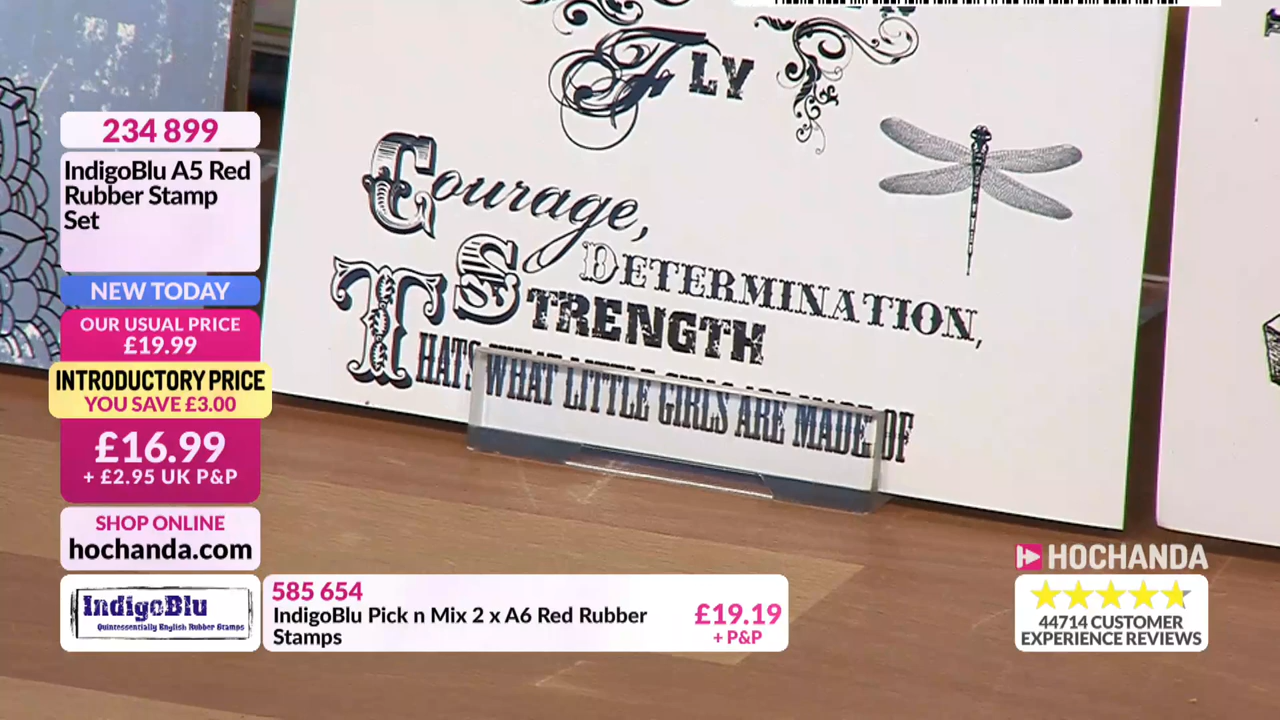 FLY
Courage,
DETERMINATION,
STRENGTH
THATS WHAT LITTLE GIRLS ARE MADE OF
234 899
IndigoBlu A5 Red
Rubber Stamp
Set
NEW TODAY
OUR USUAL PRICE
£19.99
INTRODUCTORY PRICE
YOU SAVE £3.00
£16.99
+ £2.95 UK P&P
SHOP ONLINE
hochanda.com
IndigoBlu
Quintessentially English Rubber Stamps
585 654
IndigoBlu Pick n Mix 2 x A6 Red Rubber
Stamps
£19.19
+ P&P
HOCHANDA
44714 CUSTOMER
EXPERIENCE REVIEWS